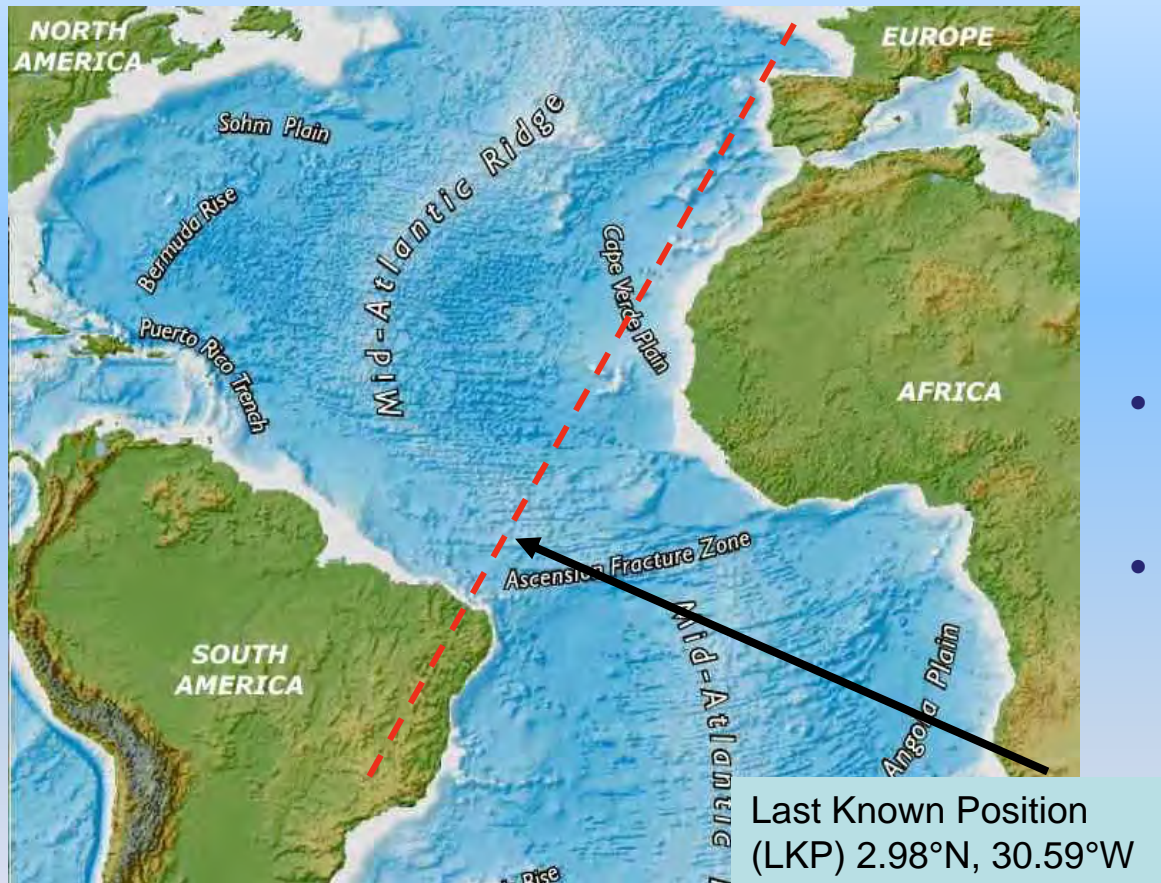 NORTH
AMERICA
EUROPE
Sohm Plain
Mid-Atlantic Ridge
Bermuda Rise
Cape Verde Plain
Puerto Rico Trench
AFRICA
Ascension Fracture Zone
SOUTH
AMERICA
Mid-Atlantic
Angola Plain
Rise
Last Known Position
(LKP) 2.98°N, 30.59°W